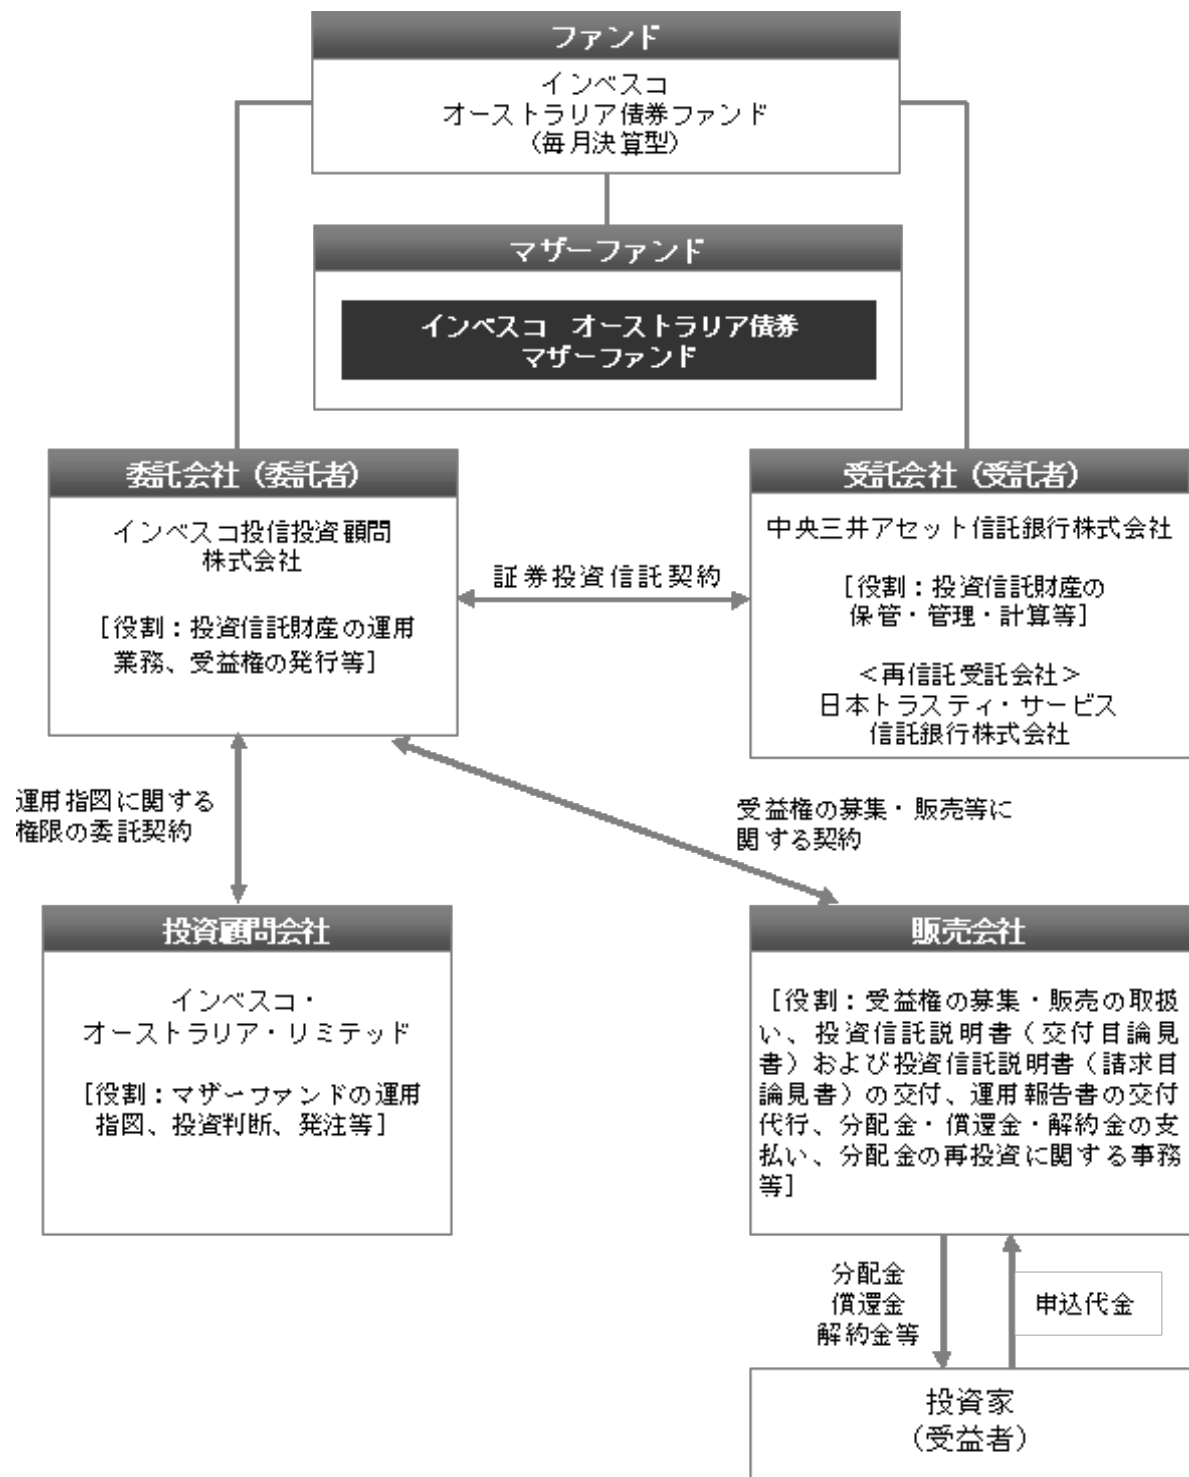 ファンド
インベスコ
オーストラリア債券ファンド
(毎月決算型)
マザーファンド
インベスコ　オーストラリア債券
マザーファンド
委託会社（委託者）
インベスコ投信投資顧問
株式会社
［役割：投資信託財産の運用
業務、受益権の発行等］
証券投資信託契約
受託会社（受託者）
中央三井アセット信託銀行株式会社
［役割：投資信託財産の
保管・管理・計算等］
＜再信託受託会社＞
日本トラスティ・サービス
信託銀行株式会社
運用指図に関する
権限の委託契約
受益権の募集・販売等に
関する契約
投資顧問会社
インベスコ・
オーストラリア・リミテッド
［役割：マザーファンドの運用
指図、投資判断、発注等］
販売会社
［役割：受益権の募集・販売の取扱
い、投資信託説明書（交付目論見
書）および投資信託説明書（請求目
論見書）の交付、運用報告書の交付
代行、分配金・償還金・解約金の支
払い、分配金の再投資に関する事務
等］
分配金
償還金
解約金等
申込代金
投資家
（受益者）